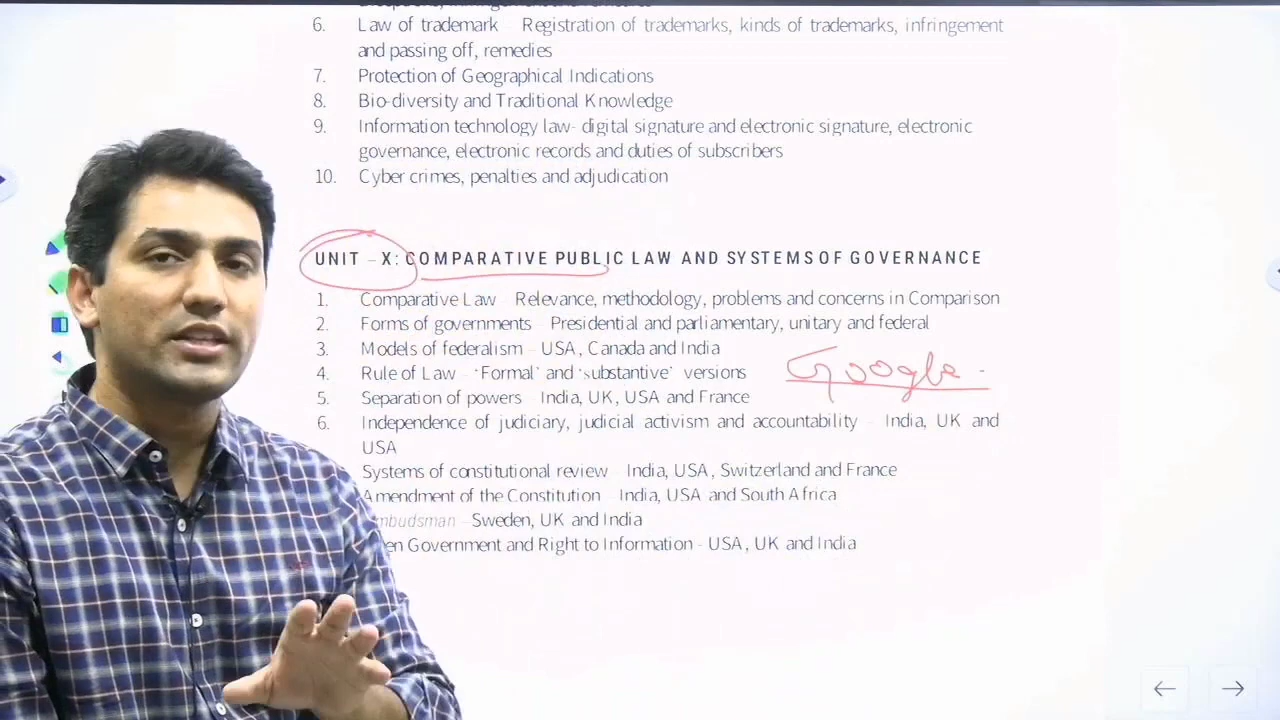 6. Law of trademark – Registration of trademarks, kinds of trademarks, infringement
and passing off, remedies
7. Protection of Geographical Indications
8. Bio-diversity and Traditional Knowledge
9. Information technology law- digital signature and electronic signature, electronic
governance, electronic records and duties of subscribers
10. Cyber crimes, penalties and adjudication
UNIT – X: COMPARATIVE PUBLIC LAW AND SYSTEMS OF GOVERNANCE
1. Comparative Law – Relevance, methodology, problems and concerns in Comparison
2. Forms of governments – Presidential and parliamentary, unitary and federal
3. Models of federalism – USA, Canada and India
4. Rule of Law – 'Formal' and 'substantive' versions
Google
5. Separation of powers – India, UK, USA and France
6. Independence of judiciary, judicial activism and accountability – India, UK and
USA
Systems of constitutional review – India, USA, Switzerland and France
Amendment of the Constitution – India, USA and South Africa
mbudsman – Sweden, UK and India
en Government and Right to Information - USA, UK and India